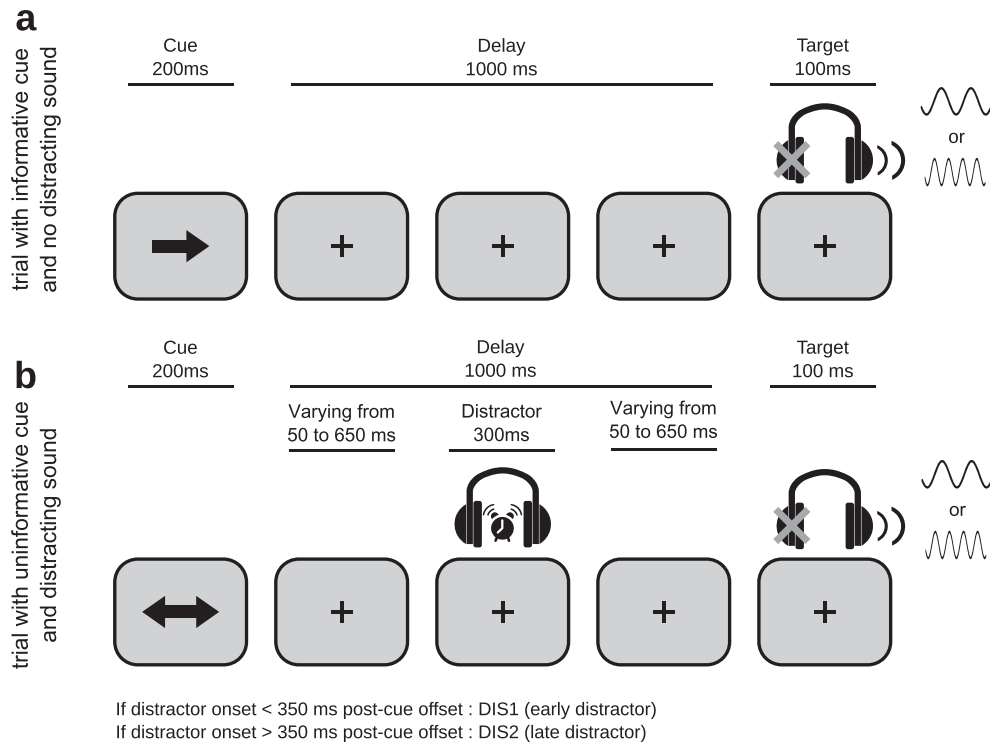 a
trial with informative cue
and no distracting sound
Cue
200ms
Delay
1000 ms
Target
100ms
or
b
trial with uninformative cue
and distracting sound
Cue
200ms
Delay
1000 ms
Target
100 ms
Varying from
50 to 650 ms
Distractor
300ms
Varying from
50 to 650 ms
or
If distractor onset < 350 ms post-cue offset : DIS1 (early distractor)
If distractor onset > 350 ms post-cue offset : DIS2 (late distractor)